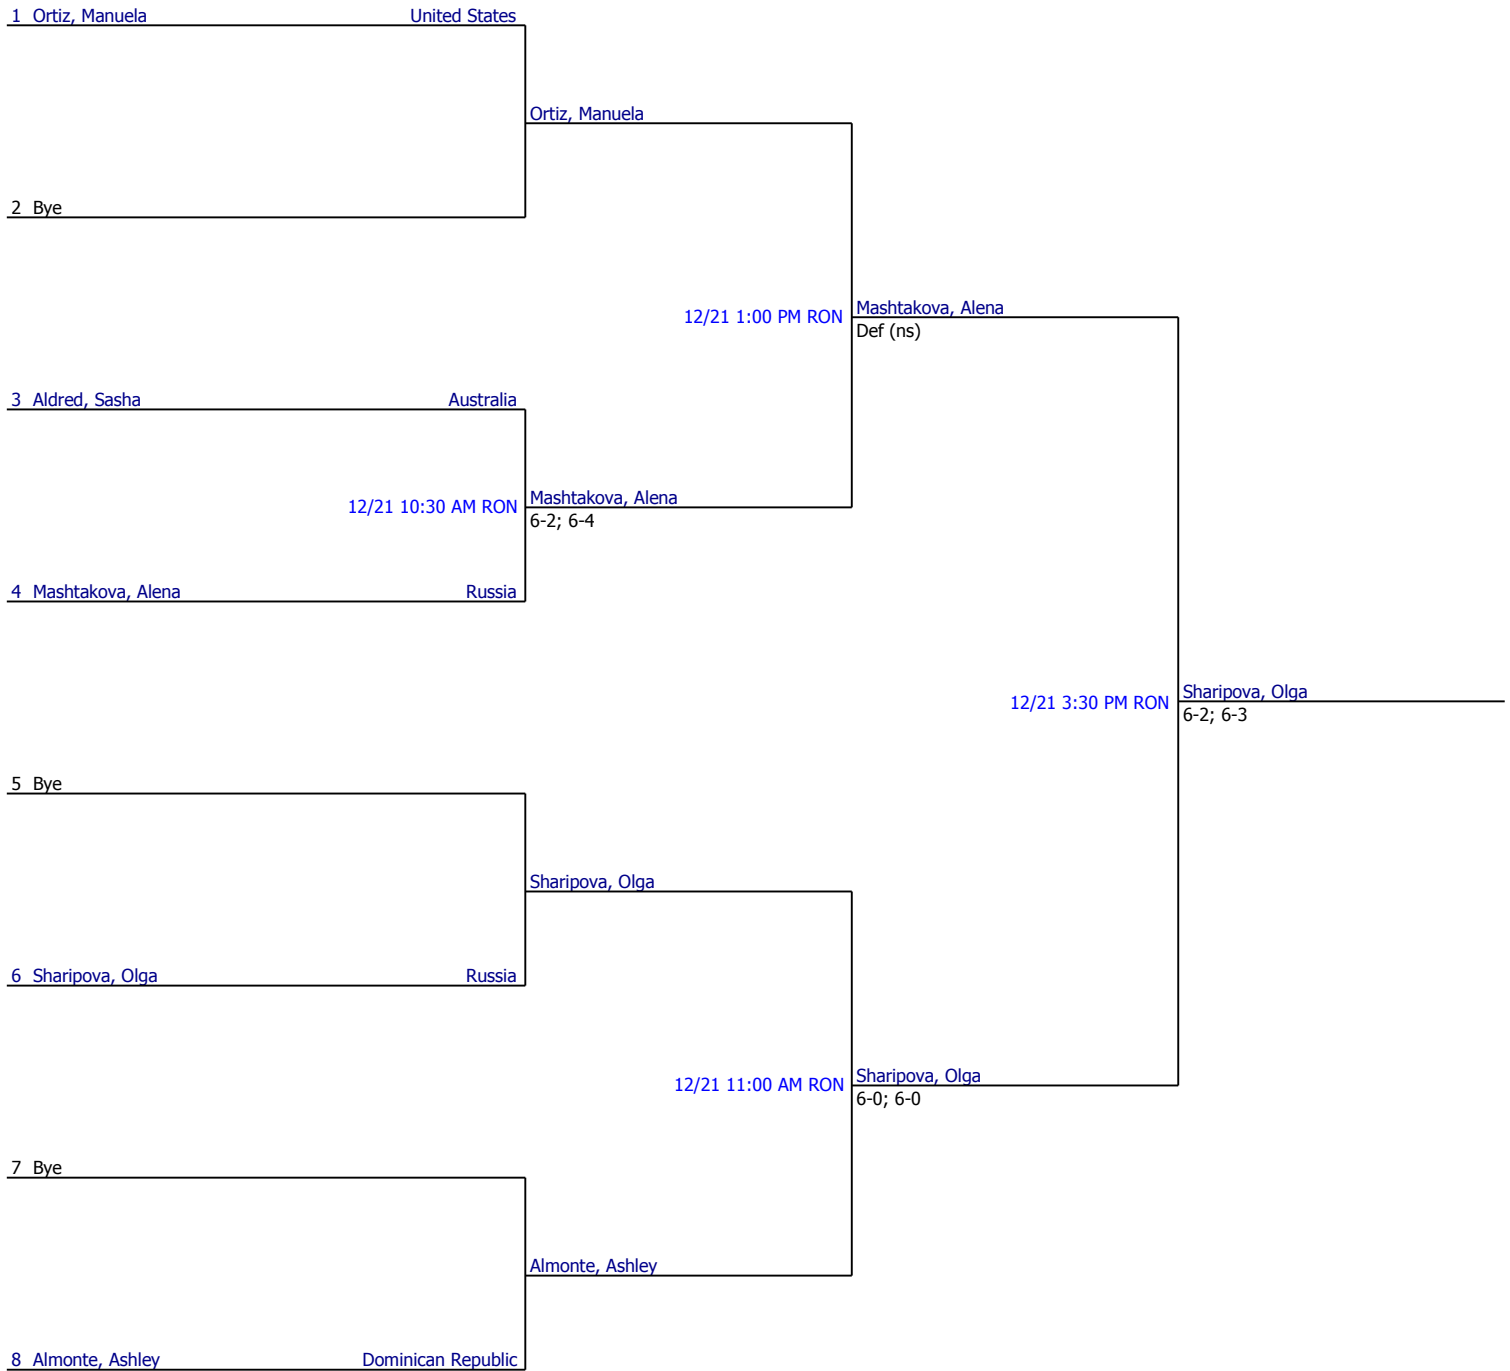 1 Ortiz, Manuela United States
Ortiz, Manuela
2 Bye
12/21 1:00 PM RON
Mashtakova, Alena
Def (ns)
3 Aldred, Sasha Australia
12/21 10:30 AM RON
Mashtakova, Alena
6-2; 6-4
4 Mashtakova, Alena Russia
12/21 3:30 PM RON
Sharipova, Olga
6-2; 6-3
5 Bye
Sharipova, Olga
6 Sharipova, Olga Russia
12/21 11:00 AM RON
Sharipova, Olga
6-0; 6-0
7 Bye
Almonte, Ashley
8 Almonte, Ashley Dominican Republic